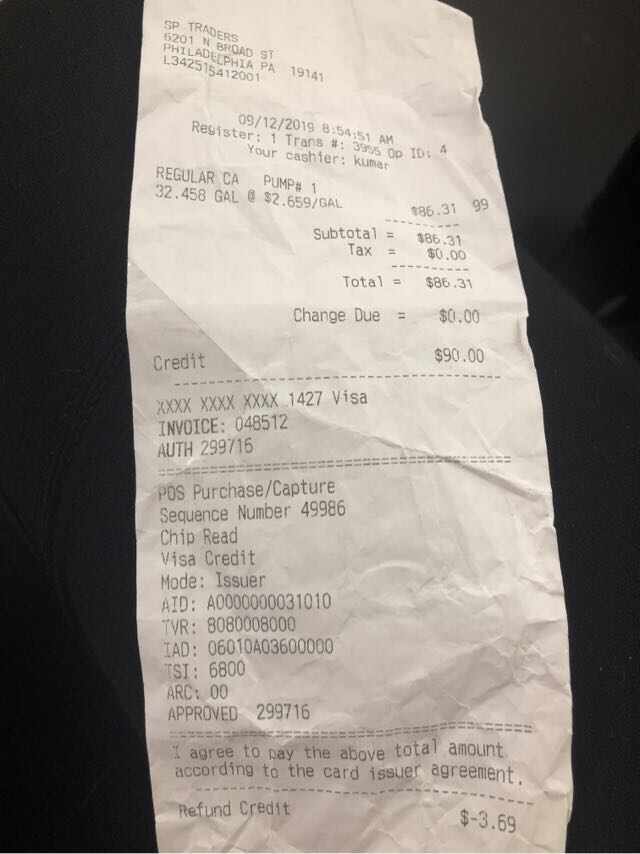 SP TRADERS
6201 N BROAD ST
PHILADELPHIA PA 19141
L342515412001
09/12/2019 8:54:51 AM
Register: 1 Trans #: 3955 Op ID: 4
Your cashier: kumar
REGULAR CA PUMP# 1
32.458 GAL @ $2.659/GAL $86.31 99
Subtotal = $86.31
Tax = $0.00
Total = $86.31
Change Due = $0.00
Credit $90.00
XXXX XXXX XXXX 1427 Visa
INVOICE: 048512
AUTH 299716
POS Purchase/Capture
Sequence Number 49986
Chip Read
Visa Credit
Mode: Issuer
AID: A0000000031010
TVR: 8080008000
IAD: 06010A03600000
TSI: 6800
ARC: 00
APPROVED 299716
I agree to pay the above total amount
according to the card issuer agreement.
Refund Credit $-3.69